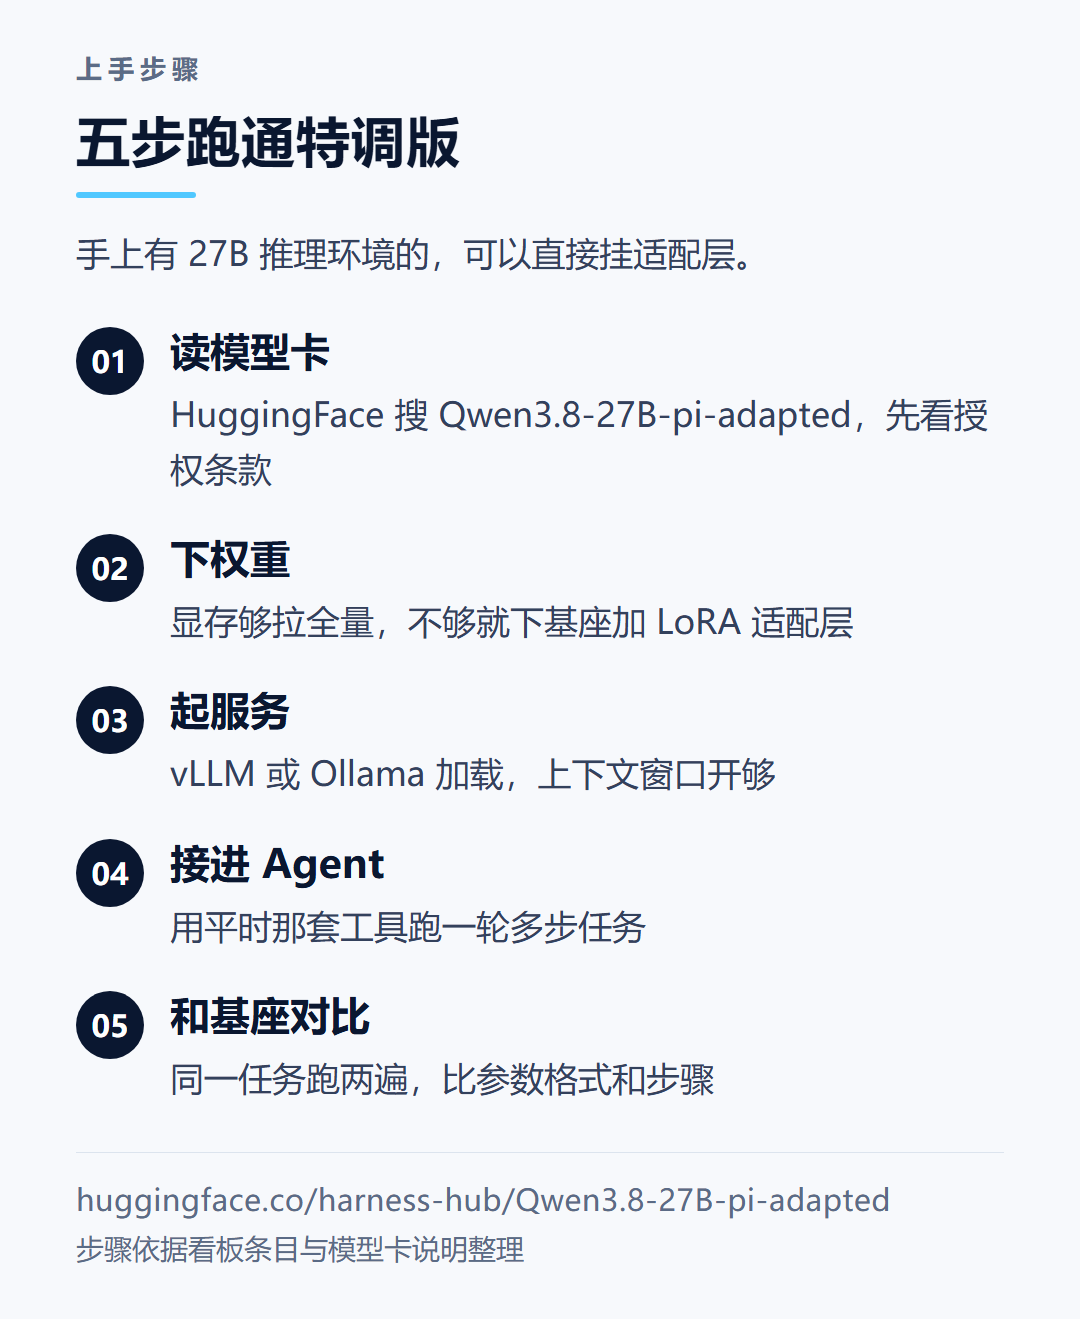 上手步骤
五步跑通特调版
手上有 27B 推理环境的，可以直接挂适配层。
01
读模型卡
HuggingFace 搜 Qwen3.8-27B-pi-adapted，先看授
权条款
02
下权重
显存够拉全量，不够就下基座加 LoRA 适配层
03
起服务
vLLM 或 Ollama 加载，上下文窗口开够
04
接进 Agent
用平时那套工具跑一轮多步任务
05
和基座对比
同一任务跑两遍，比参数格式和步骤
huggingface.co/harness-hub/Qwen3.8-27B-pi-adapted
步骤依据看板条目与模型卡说明整理